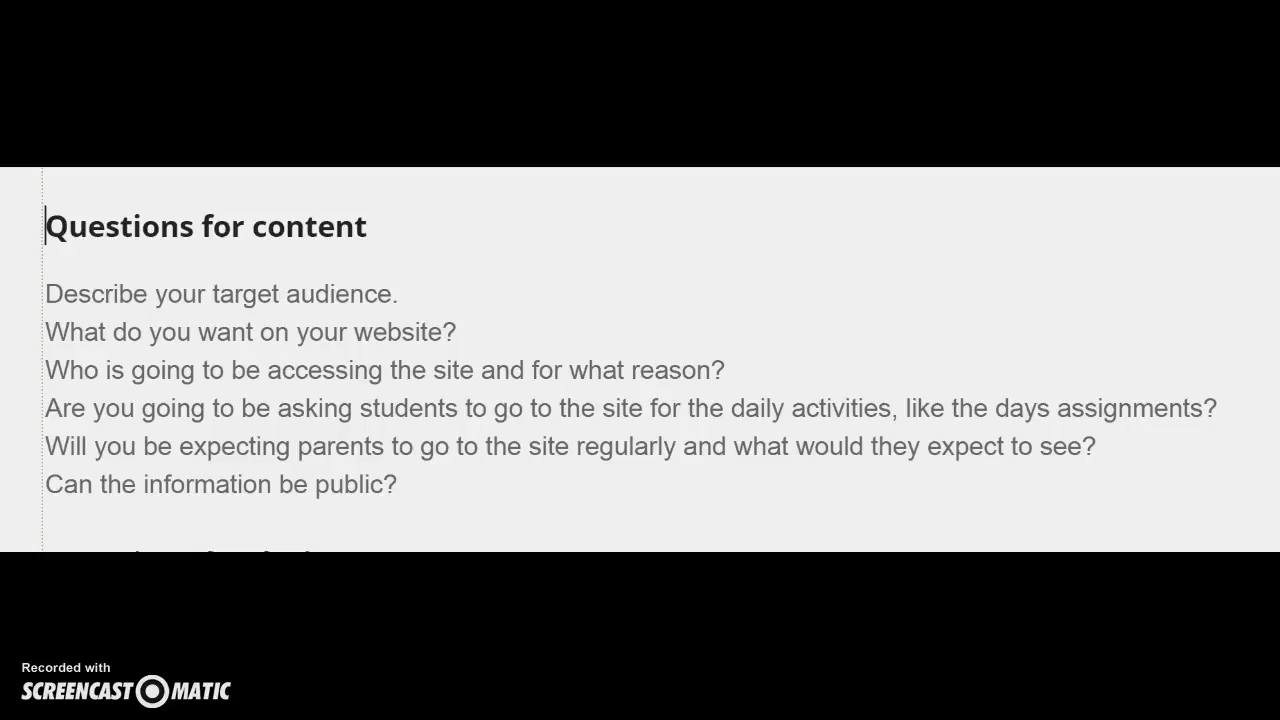 Questions for content
Describe your target audience.
What do you want on your website?
Who is going to be accessing the site and for what reason?
Are you going to be asking students to go to the site for the daily activities, like the days assignments?
Will you be expecting parents to go to the site regularly and what would they expect to see?
Can the information be public?
Recorded with
SCREENCAST O MATIC